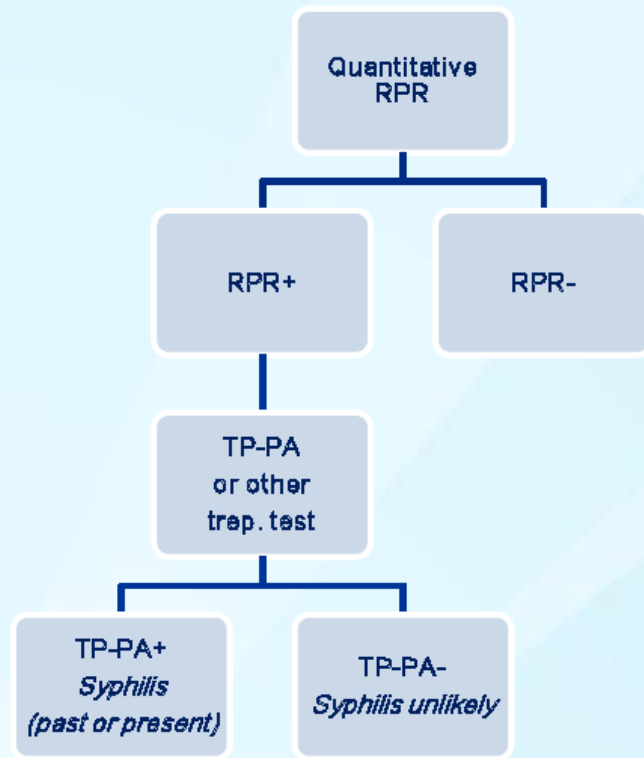 Quantitative
RPR
RPR+
RPR-
TP-PA
or other
trep. test
TP-PA+
Syphilis
(past or present)
TP-PA-
Syphilis unlikely